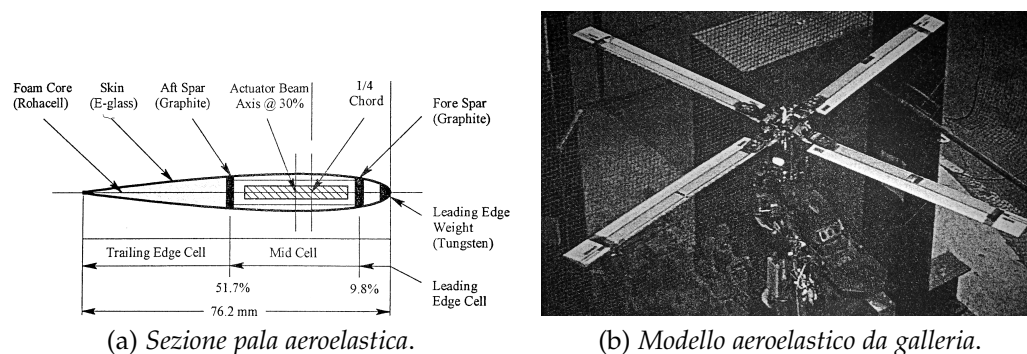 Foam Core
(Rohacell)
Skin
(E-glass)
Aft Spar
(Graphite)
Actuator Beam
Axis @ 30%
1/4
Chord
Fore Spar
(Graphite)
Leading Edge
Weight
(Tungsten)
Trailing Edge Cell
Mid Cell
Leading
Edge Cell
51.7%
9.8%
76.2 mm
(a) Sezione pala aeroelastica.
(b) Modello aeroelastico da galleria.